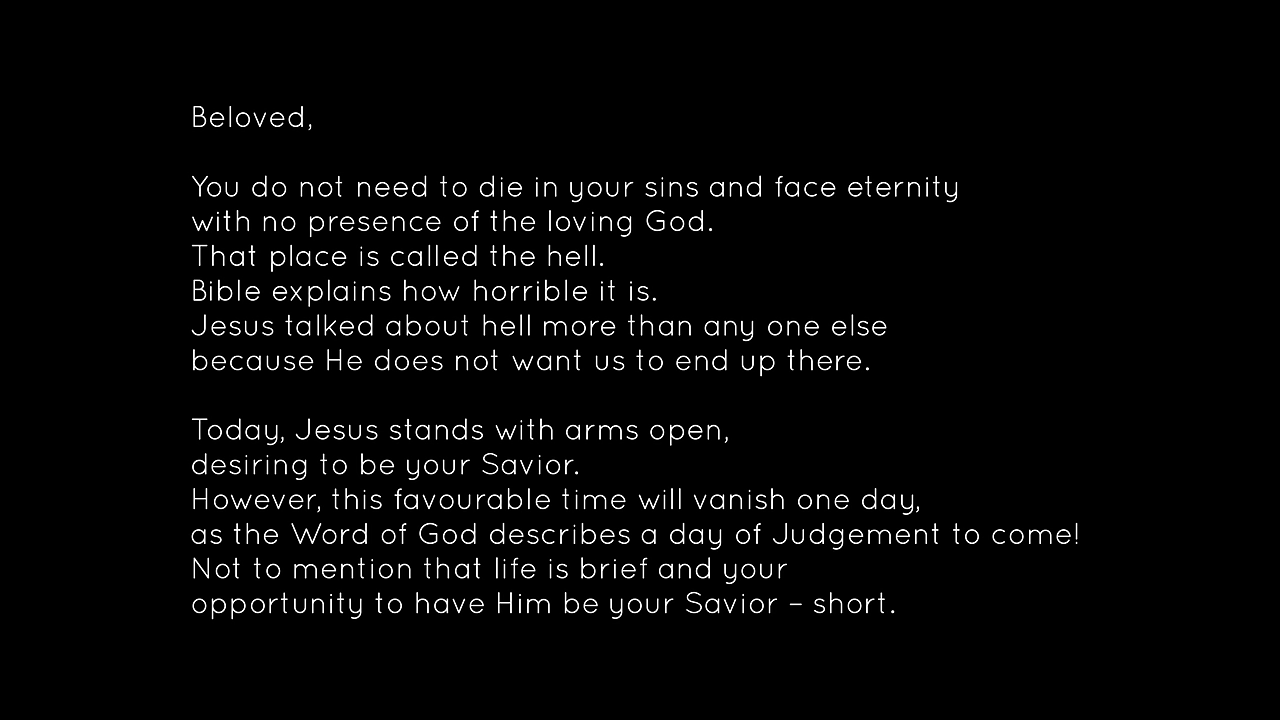 Beloved,
You do not need to die in your sins and face eternity
with no presence of the loving God.
That place is called the hell.
Bible explains how horrible it is.
Jesus talked about hell more than any one else
because He does not want us to end up there.
Today, Jesus stands with arms open,
desiring to be your Savior.
However, this favourable time will vanish one day,
as the Word of God describes a day of Judgement to come!
Not to mention that life is brief and your
opportunity to have Him be your Savior – short.